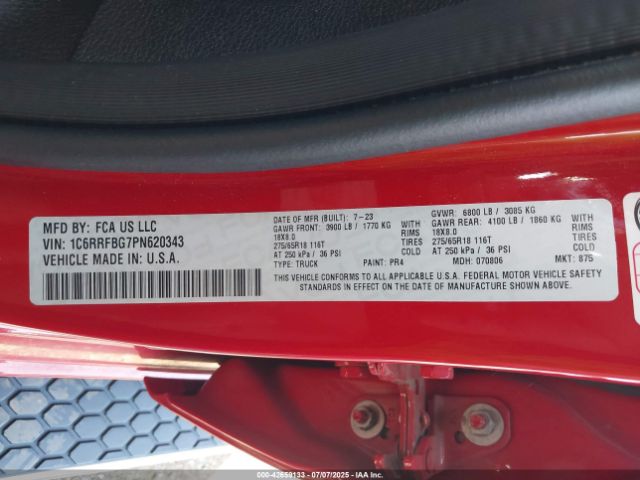 MFD BY: FCA US LLC
VIN: 1C6RRFBG7PN620343
VEHICLE MADE IN U.S.A.
DATE OF MFR (BUILT): 7-23
GAWR FRONT: 3900 LB / 1770 KG WITH
18X8.0 RIMS
275/65R18 116T TIRES
AT 250 kPa / 36 PSI COLD
GVWR: 6800 LB / 3085 KG
GAWR REAR: 4100 LB / 1860 KG WITH
18X8.0 RIMS
275/65R18 116T TIRES
AT 250 kPa / 36 PSI COLD
TYPE: TRUCK PAINT: PR4 MDH: 070806 MKT: 875
THIS VEHICLE CONFORMS TO ALL APPLICABLE U.S.A. FEDERAL MOTOR VEHICLE SAFETY
STANDARDS IN EFFECT ON THE DATE OF MANUFACTURE SHOWN ABOVE.
000-42659133 - 07/07/2025 - IAAI.COM